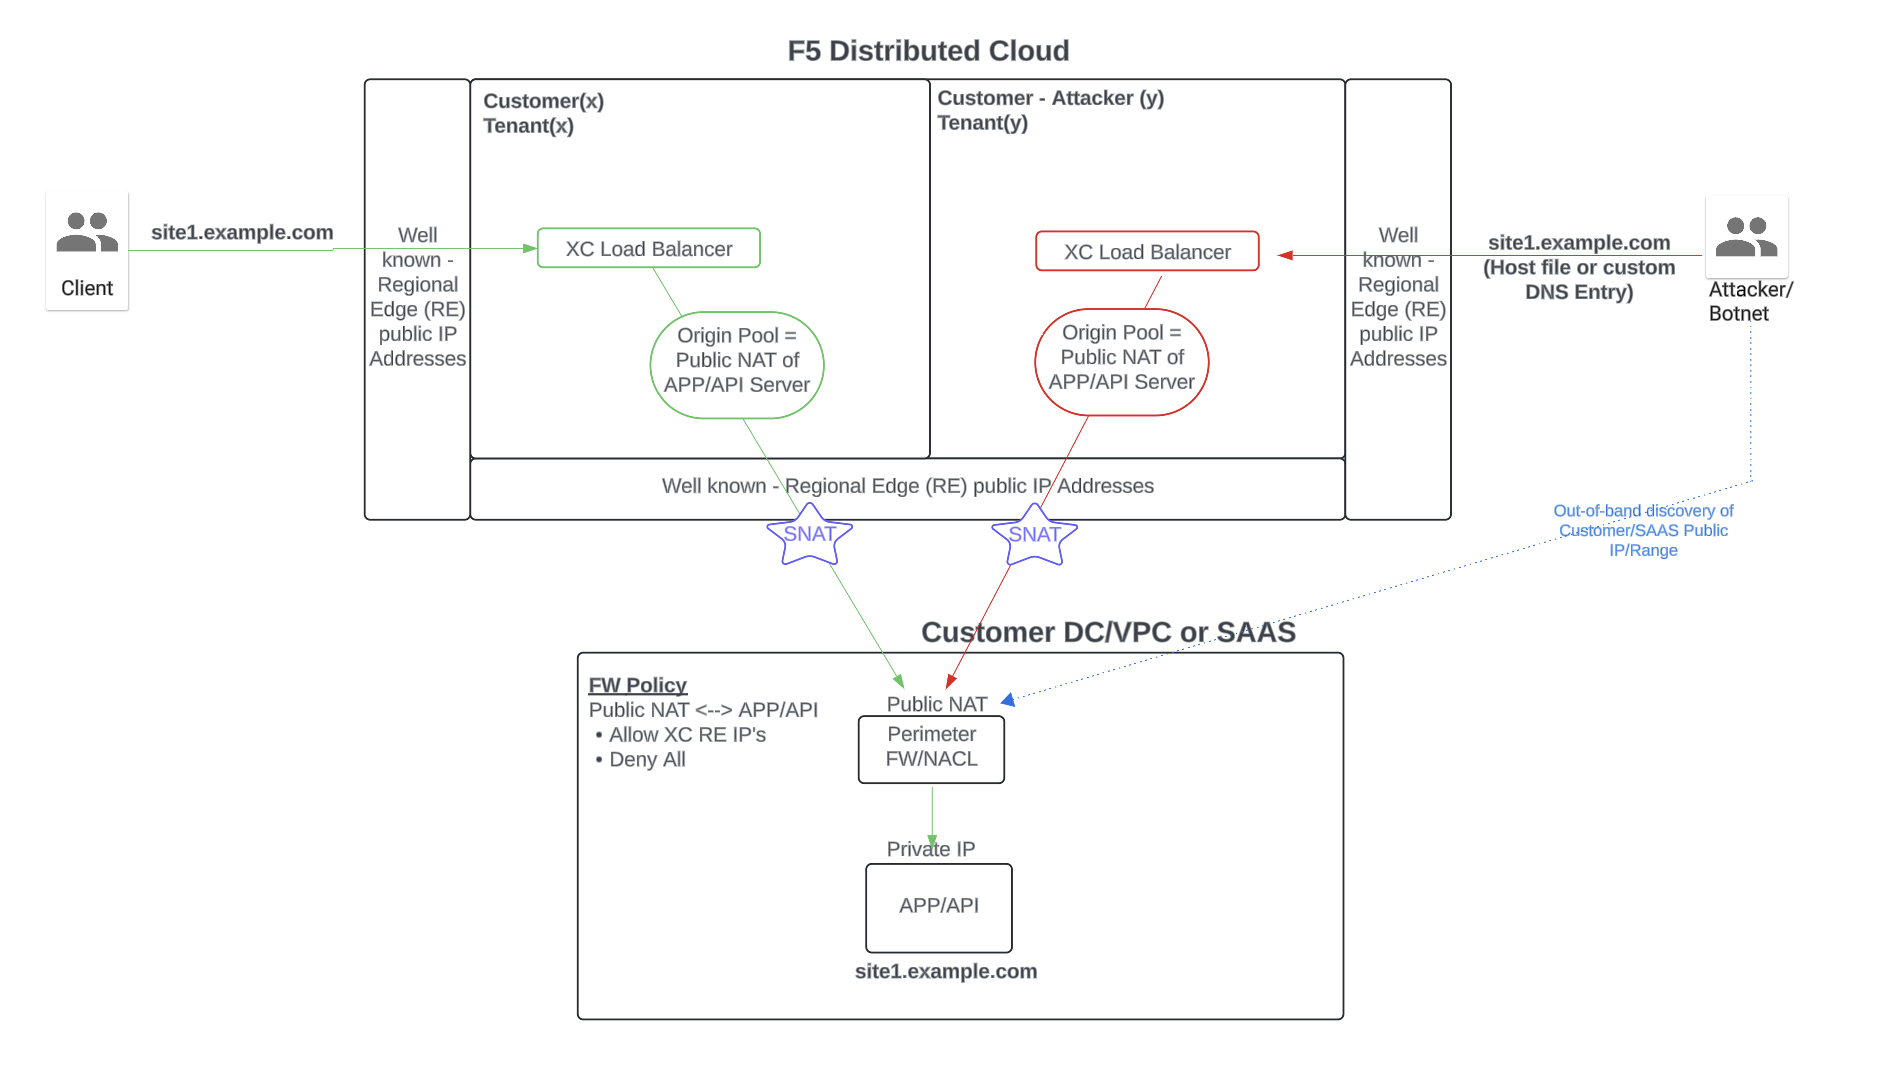 F5 Distributed Cloud
Customer(x)
Tenant(x)
Customer - Attacker (y)
Tenant(y)
Client
site1.example.com
Well
known -
Regional
Edge (RE)
public IP
Addresses
XC Load Balancer
Origin Pool =
Public NAT of
APP/API Server
XC Load Balancer
Origin Pool =
Public NAT of
APP/API Server
Well
known -
Regional
Edge (RE)
public IP
Addresses
site1.example.com
(Host file or custom
DNS Entry)
Attacker/
Botnet
Well known - Regional Edge (RE) public IP Addresses
SNAT
SNAT
Out-of-band discovery of
Customer/SAAS Public
IP/Range
Customer DC/VPC or SAAS
FW Policy
Public NAT <--> APP/API
• Allow XC RE IP's
• Deny All
Public NAT
Perimeter
FW/NACL
Private IP
APP/API
site1.example.com